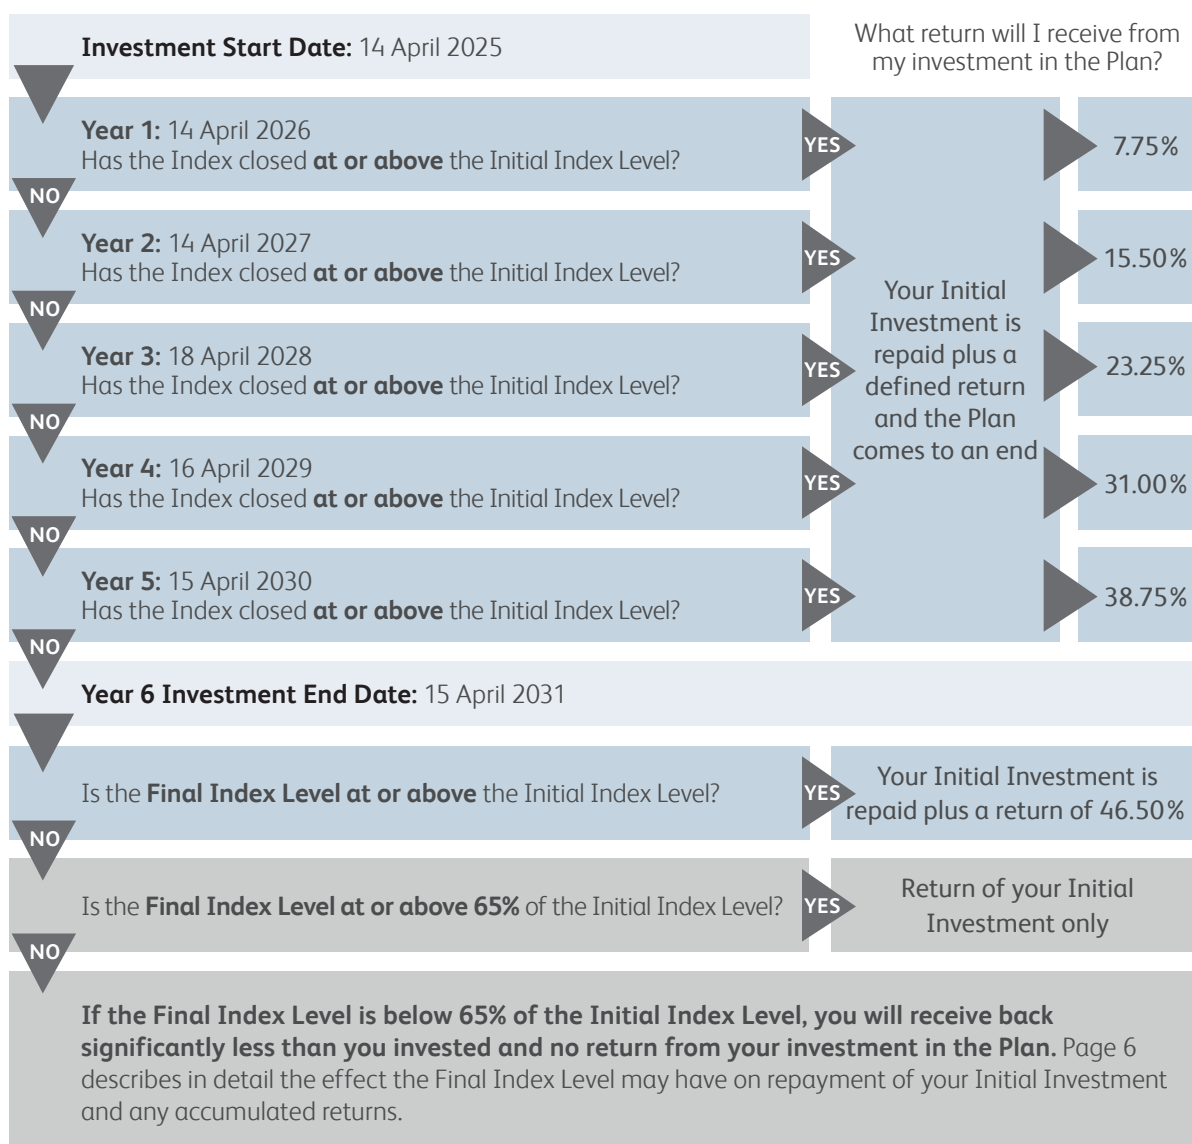 Investment Start Date: 14 April 2025
What return will I receive from
my investment in the Plan?
Year 1: 14 April 2026
Has the Index closed at or above the Initial Index Level?
YES
7.75%
NO
Year 2: 14 April 2027
Has the Index closed at or above the Initial Index Level?
YES
15.50%
NO
Year 3: 18 April 2028
Has the Index closed at or above the Initial Index Level?
YES
23.25%
NO
Year 4: 16 April 2029
Has the Index closed at or above the Initial Index Level?
YES
31.00%
NO
Year 5: 15 April 2030
Has the Index closed at or above the Initial Index Level?
YES
38.75%
NO
Your Initial
Investment is
repaid plus a
defined return
and the Plan
comes to an end
Year 6 Investment End Date: 15 April 2031
Is the Final Index Level at or above the Initial Index Level?
YES
Your Initial Investment is
repaid plus a return of 46.50%
NO
Is the Final Index Level at or above 65% of the Initial Index Level?
YES
Return of your Initial
Investment only
NO
If the Final Index Level is below 65% of the Initial Index Level, you will receive back
significantly less than you invested and no return from your investment in the Plan. Page 6
describes in detail the effect the Final Index Level may have on repayment of your Initial Investment
and any accumulated returns.